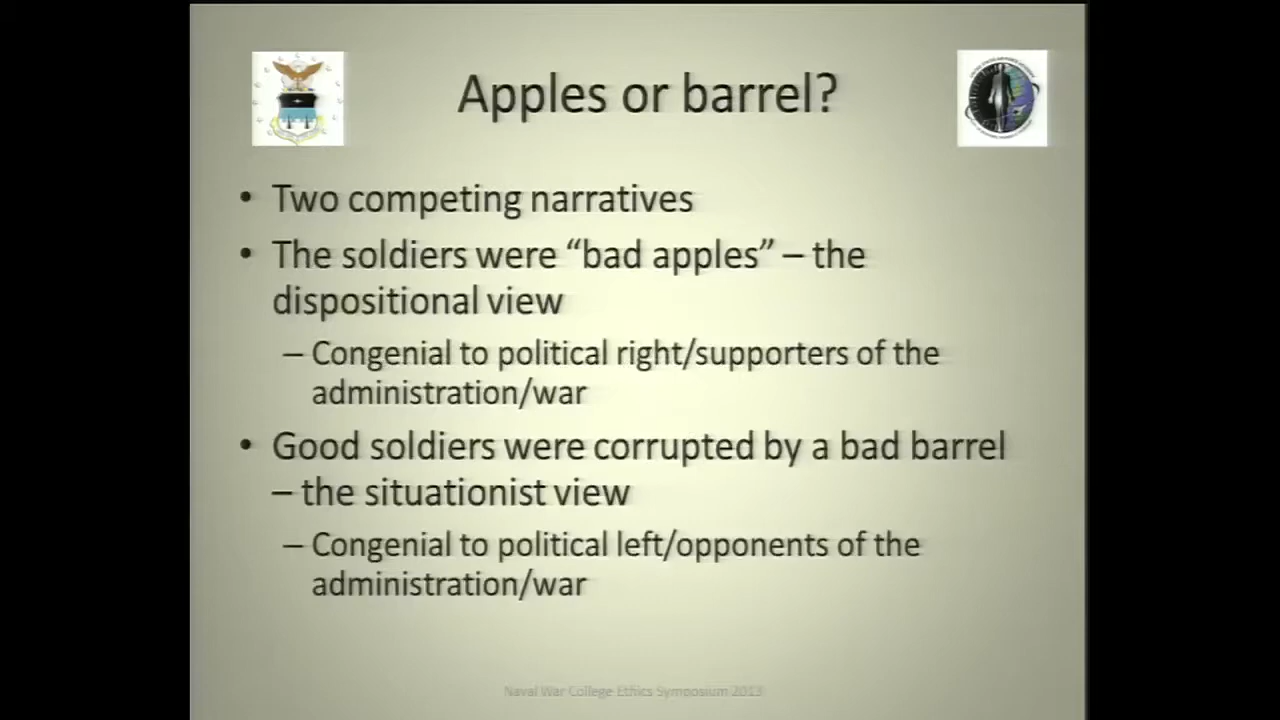 Apples or barrel?
• Two competing narratives
• The soldiers were “bad apples” – the
dispositional view
– Congenial to political right/supporters of the
administration/war
• Good soldiers were corrupted by a bad barrel
– the situationist view
– Congenial to political left/opponents of the
administration/war
Naval War College Ethics Symposium 2013